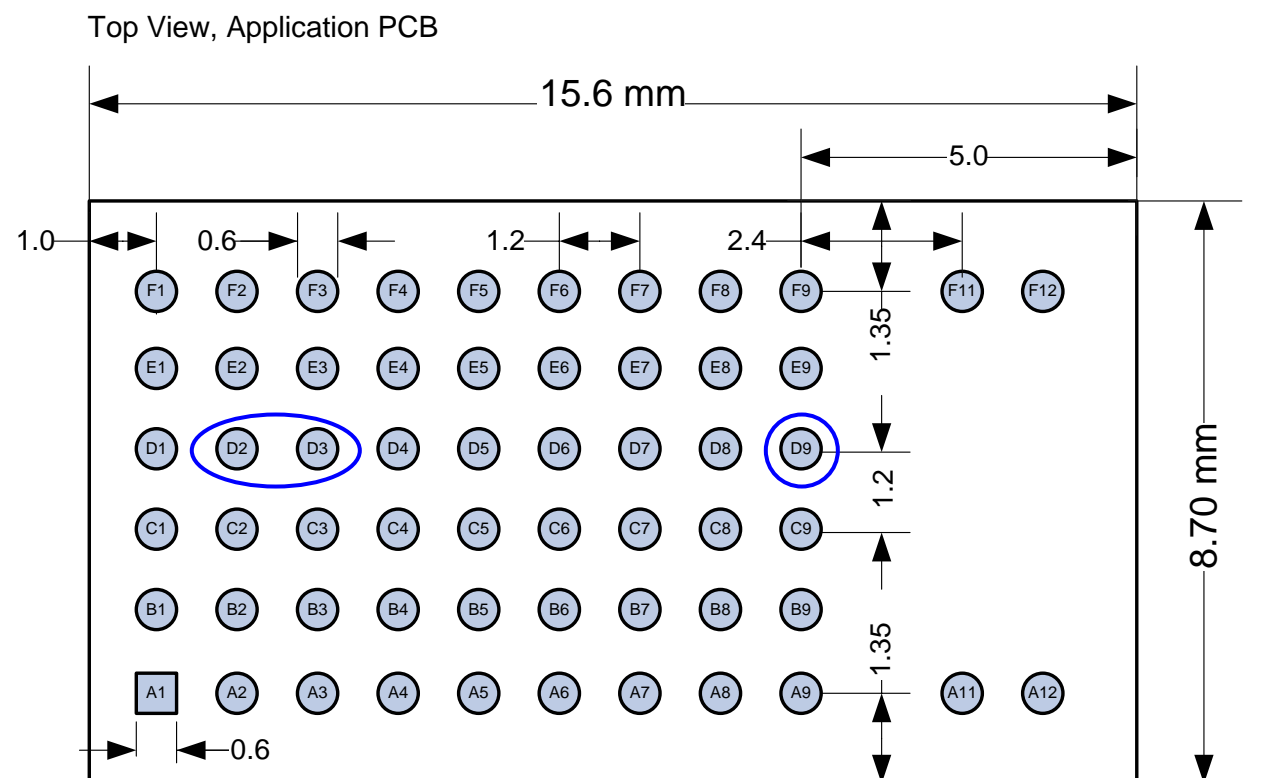 Top View, Application PCB
15.6 mm
5.0
1.0 0.6 1.2 2.4
F1 F2 F3 F4 F5 F6 F7 F8 F9 F11 F12
1.35
E1 E2 E3 E4 E5 E6 E7 E8 E9
D1 D2 D3 D4 D5 D6 D7 D8 D9
1.2
8.70 mm
C1 C2 C3 C4 C5 C6 C7 C8 C9
B1 B2 B3 B4 B5 B6 B7 B8 B9
1.35
A1 A2 A3 A4 A5 A6 A7 A8 A9 A11 A12
0.6